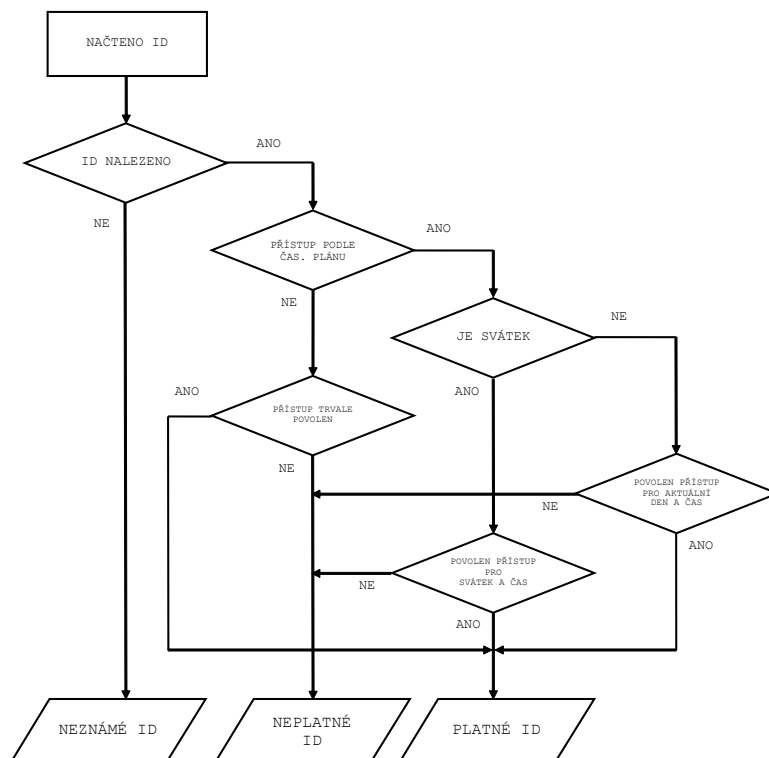 NAČTENO ID
ANO
ID NALEZENO
NE
ANO
PŘÍSTUP PODLE
ČAS. PLÁNU
NE
NE
JE SVÁTEK
ANO
ANO
PŘÍSTUP TRVALE
POVOLEN
NE
POVOLEN PŘÍSTUP
PRO AKTUÁLNÍ
DEN A ČAS
NE
ANO
POVOLEN PŘÍSTUP
PRO
SVÁTEK A ČAS
NE
ANO
NEZNÁMÉ ID
NEPLATNÉ
ID
PLATNÉ ID